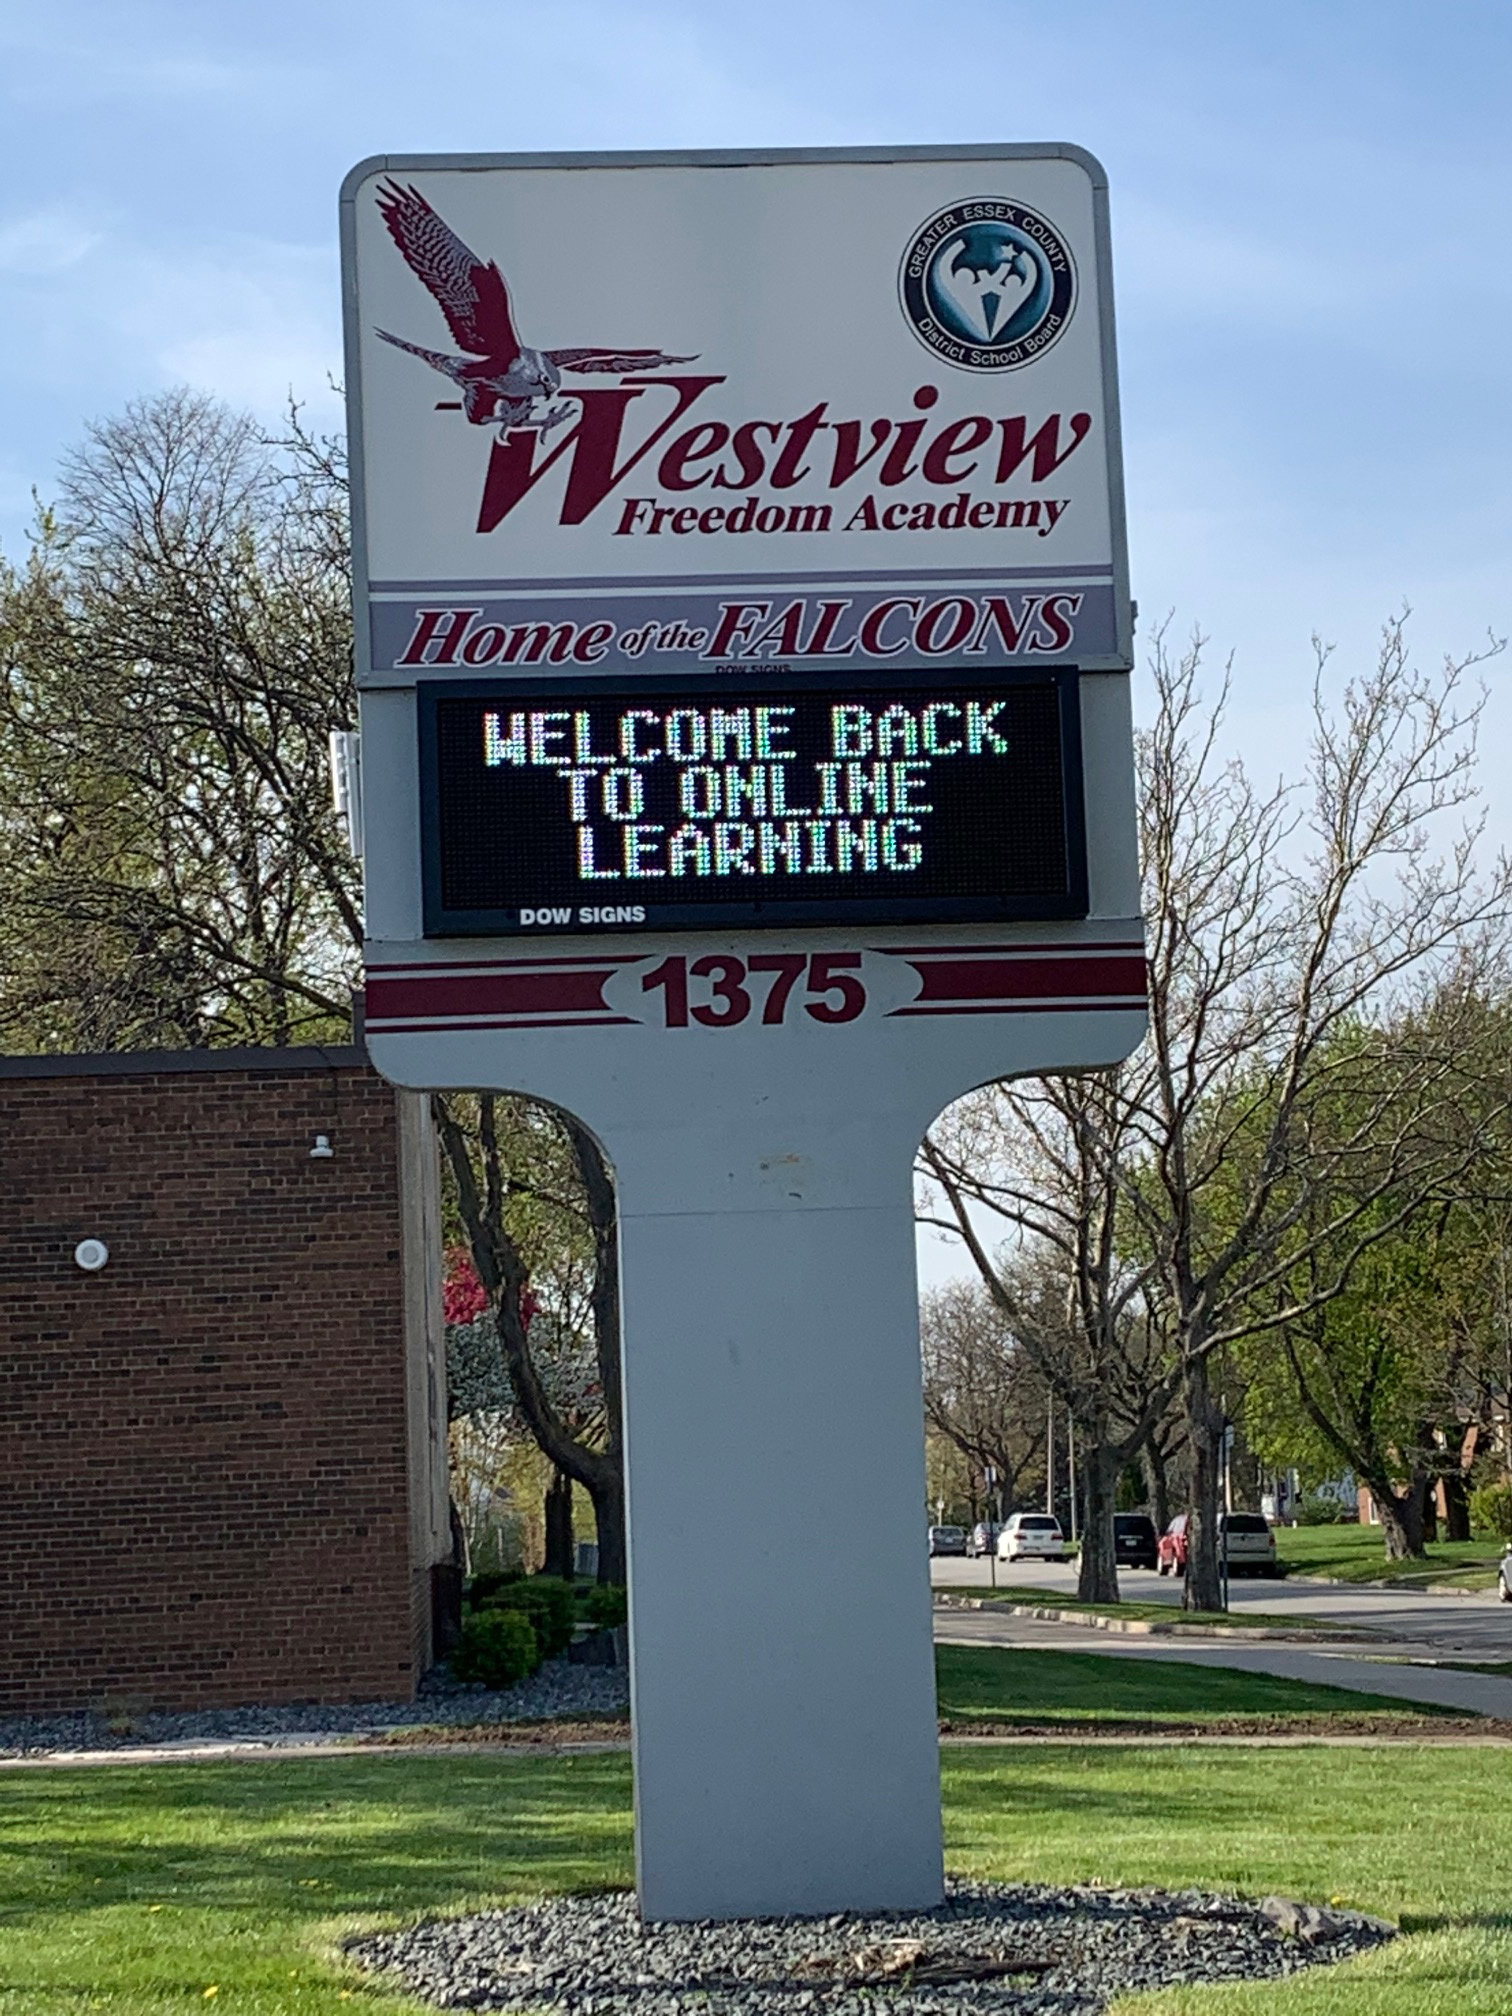 GREATER ESSEX COUNTY
District School Board
Westview
Freedom Academy
Home of the FALCONS
DOW SIGNS
WELCOME BACK
TO ONLINE
LEARNING
DOW SIGNS
1375